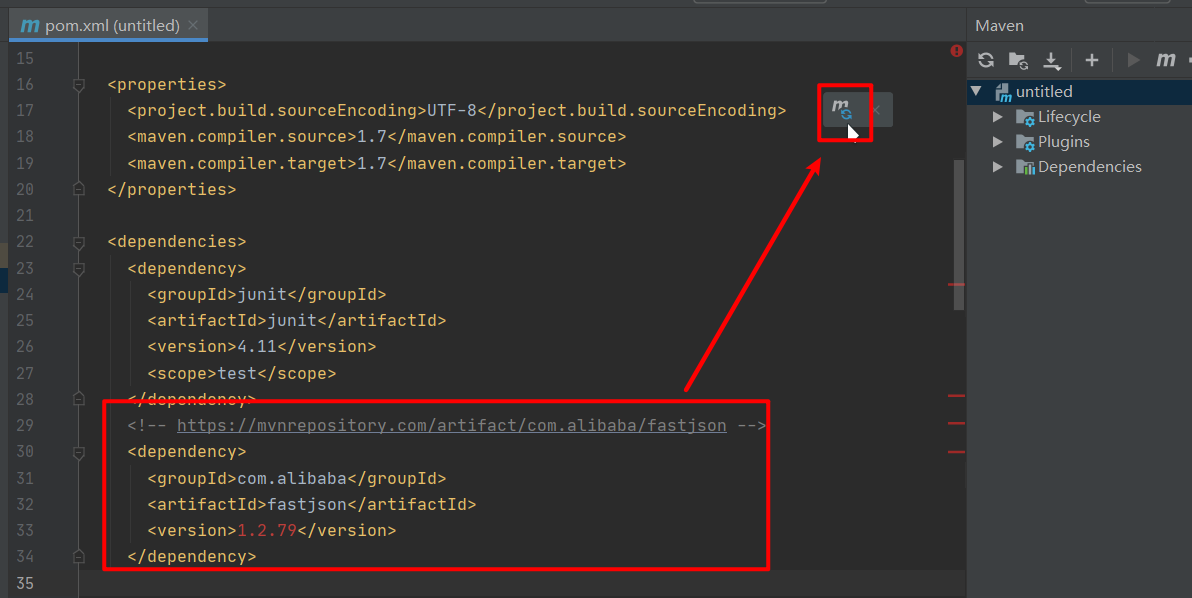 pom.xml (untitled)
Maven
15
16 <properties>
17 <project.build.sourceEncoding>UTF-8</project.build.sourceEncoding>
18 <maven.compiler.source>1.7</maven.compiler.source>
19 <maven.compiler.target>1.7</maven.compiler.target>
20 </properties>
21
22 <dependencies>
23 <dependency>
24 <groupId>junit</groupId>
25 <artifactId>junit</artifactId>
26 <version>4.11</version>
27 <scope>test</scope>
28 </dependency>
29 <!-- https://mvnrepository.com/artifact/com.alibaba/fastjson -->
30 <dependency>
31 <groupId>com.alibaba</groupId>
32 <artifactId>fastjson</artifactId>
33 <version>1.2.79</version>
34 </dependency>
35
untitled
Lifecycle
Plugins
Dependencies